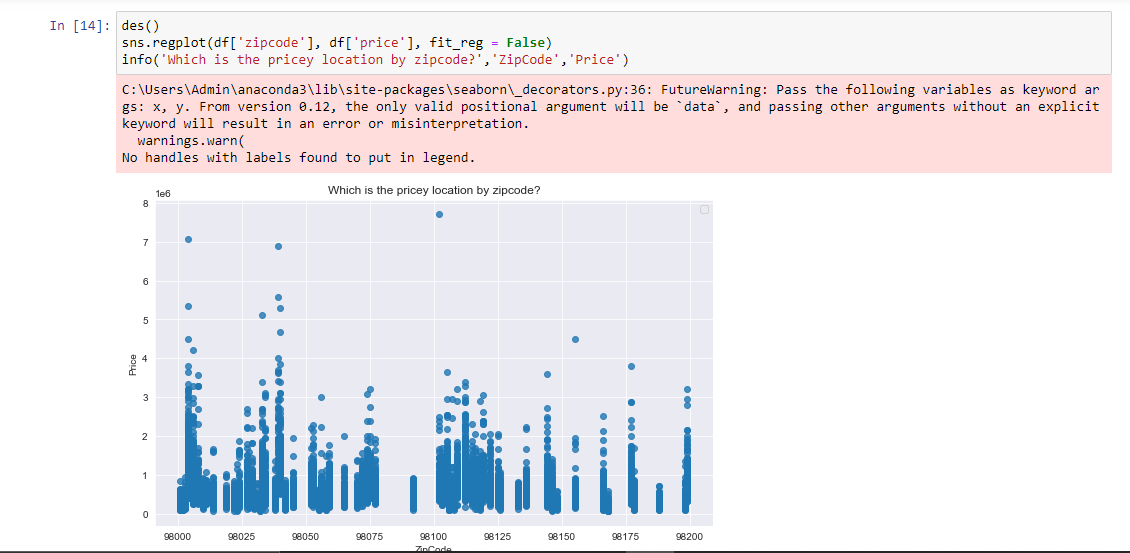 In [14]: des()
sns.regplot(df['zipcode'], df['price'], fit_reg = False)
info('Which is the pricey location by zipcode?','ZipCode','Price')
C:\Users\Admin\anaconda3\lib\site-packages\seaborn\_decorators.py:36: FutureWarning: Pass the following variables as keyword ar
gs: x, y. From version 0.12, the only valid positional argument will be `data`, and passing other arguments without an explicit
keyword will result in an error or misinterpretation.
warnings.warn(
No handles with labels found to put in legend.
Which is the pricey location by zipcode?
1e6
8
7
6
5
4
3
2
1
0
Price
98000 98025 98050 98075 98100 98125 98150 98175 98200
ZipCode